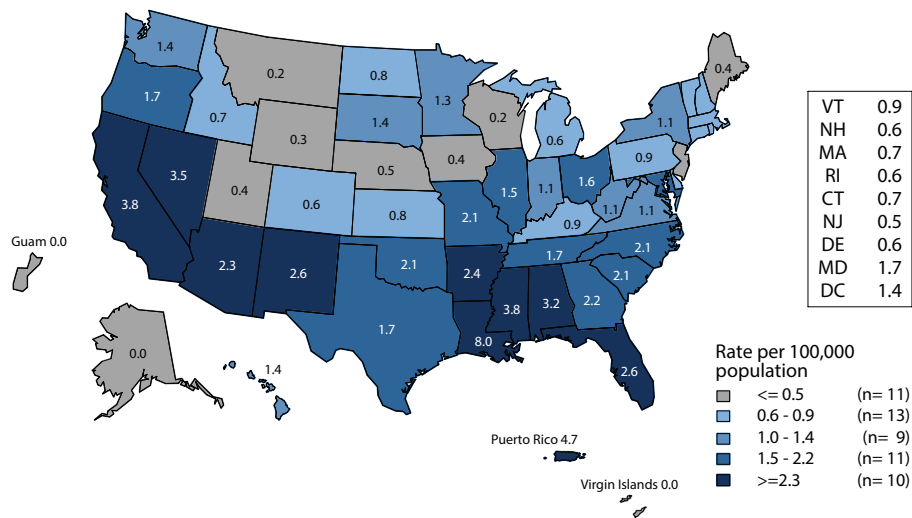 1.4
0.4
0.2
0.8
1.3
1.7
0.2
1.4
1.1
0.7
0.6
0.3
0.9
0.5
0.4
3.5
0.4
1.5
1.1
1.6
0.6
3.8
0.8
2.1
1.1
1.1
0.9
2.1
1.7
Guam 0.0
2.3
2.6
2.1
2.4
2.1
3.8
3.2
2.2
1.7
8.0
0.0
1.4
2.6
VT 0.9
NH 0.6
MA 0.7
RI 0.6
CT 0.7
NJ 0.5
DE 0.6
MD 1.7
DC 1.4
Rate per 100,000
population
<= 0.5 (n= 11)
0.6 - 0.9 (n= 13)
1.0 - 1.4 (n= 9)
1.5 - 2.2 (n= 11)
>=2.3 (n= 10)
Puerto Rico 4.7
Virgin Islands 0.0